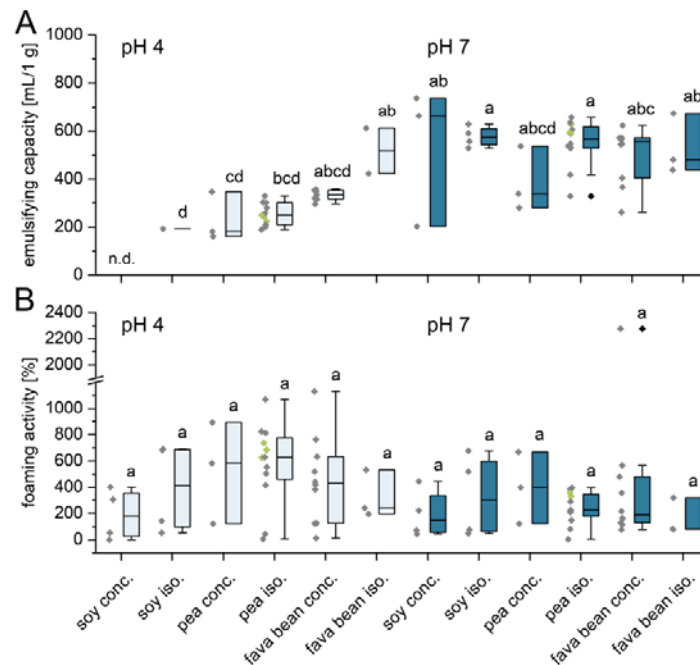 A
pH 4
pH 7
emulsifying capacity [mL/1 g]
1000
800
600
400
200
0
n.d.
d
cd
bcd
abcd
ab
ab
a
abcd
a
abc
ab
B
pH 4
pH 7
foaming activity [%]
2400
2200
1000
800
600
400
200
0
a
a
a
a
a
a
a
a
a
a
a
soy conc.
soy iso.
pea conc.
pea iso.
fava bean conc.
fava bean iso.
soy conc.
soy iso.
pea conc.
pea iso.
fava bean conc.
fava bean iso.